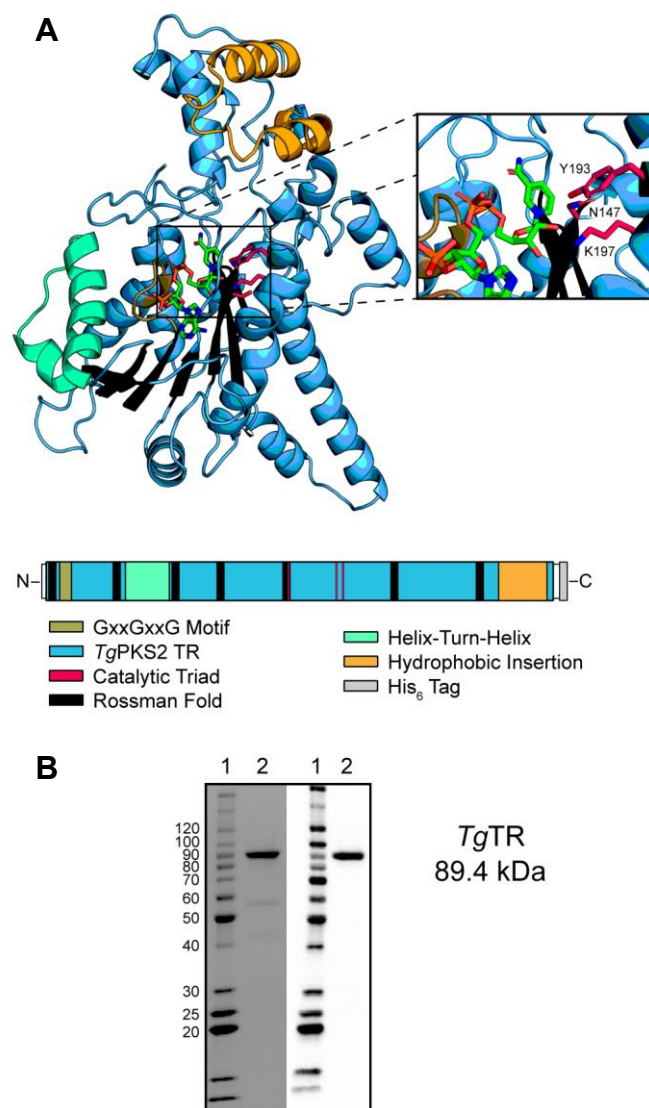 A
Y193
N147
K197
N
C
GxxGxxG Motif
TgPKS2 TR
Catalytic Triad
Rossman Fold
Helix-Turn-Helix
Hydrophobic Insertion
His₆ Tag
B
1 2 1 2
120
100
90
80
70
60
50
40
30
25
20
TgTR
89.4 kDa